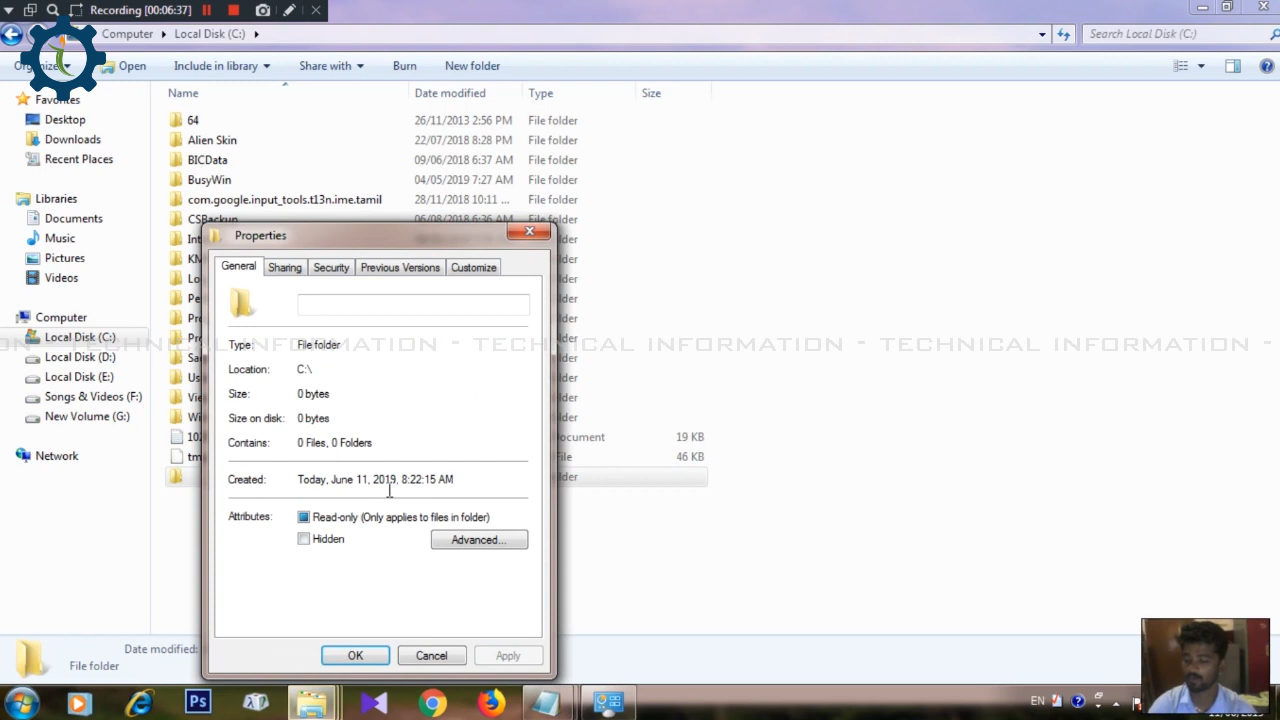 Recording [00:06:37]
Computer
Local Disk (C:)
Search Local Disk (C:)
Open
Include in library
Share with
Burn
New folder
Name
Date modified
Type
Size
Favorites
Desktop
Downloads
Recent Places
Libraries
Documents
Music
Pictures
Videos
Computer
Local Disk (C:)
Local Disk (D:)
Local Disk (E:)
Songs & Videos (F:)
New Volume (G:)
Network
64 26/11/2013 2:56 PM File folder
Alien Skin 22/07/2018 8:28 PM File folder
BICData 09/06/2018 6:37 AM File folder
BusyWin 04/05/2019 7:27 AM File folder
com.google.input_tools.t13n.ime.tamil 28/11/2018 10:11 ... File folder
CSBackup 06/08/2018 6:36 AM File folder
19 KB
46 KB
Properties
General
Sharing
Security
Previous Versions
Customize
Type: File folder
Location: C:\
Size: 0 bytes
Size on disk: 0 bytes
Contains: 0 Files, 0 Folders
Created: Today, June 11, 2019, 8:22:15 AM
Attributes: Read-only (Only applies to files in folder)
Hidden
Advanced...
OK
Cancel
Apply
TECHNICAL INFORMATION - TECHNICAL INFORMATION -
Date modified:
File folder
Ps
EN